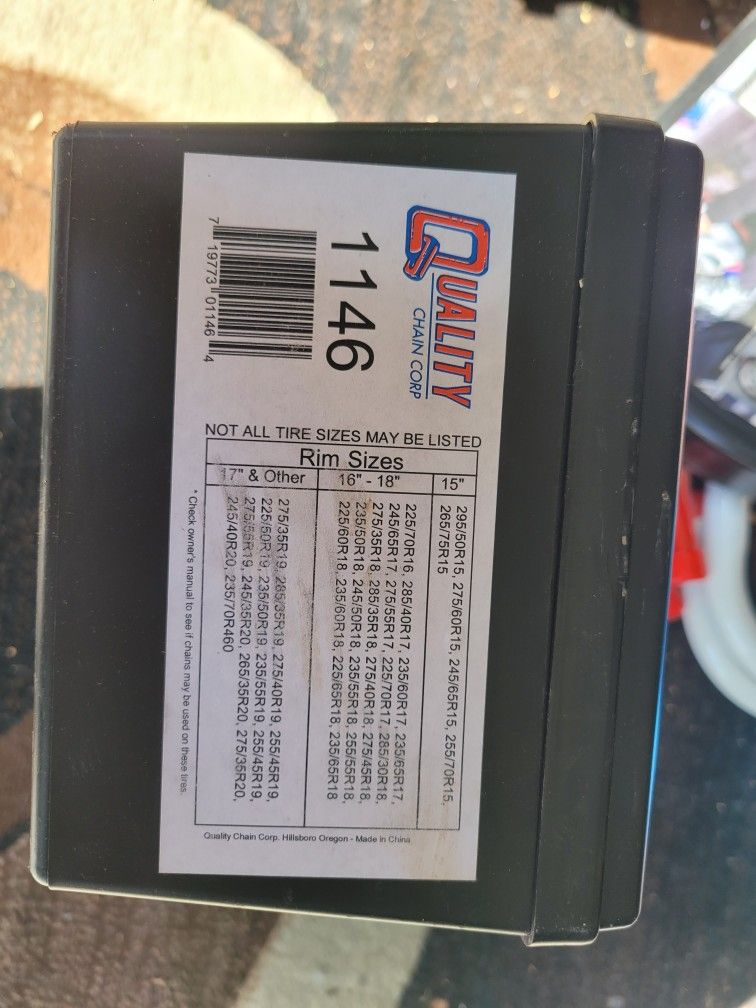 QUALITY
CHAIN CORP
1146
7 19773 01146 4
NOT ALL TIRE SIZES MAY BE LISTED
Rim Sizes
15"
295/50R15, 275/60R15, 245/65R15, 255/70R15,
265/75R15
16" - 18"
225/70R16, 285/40R17, 235/60R17, 235/65R17,
245/65R17, 275/55R17, 225/70R17, 285/30R18,
275/35R18, 285/35R18, 275/40R18, 275/45R18,
235/50R18, 245/50R18, 235/55R18, 255/55R18,
225/60R18, 235/60R18, 225/65R18, 235/65R18
17" & Other
275/35R19, 285/35R19, 275/40R19, 255/45R19,
225/50R19, 235/50R19, 235/55R19, 255/45R19,
275/55R19, 245/35R20, 265/35R20, 275/35R20,
245/40R20, 235/70R460
* Check owner's manual to see if chains may be used on these tires.
Quality Chain Corp. Hillsboro Oregon - Made in China